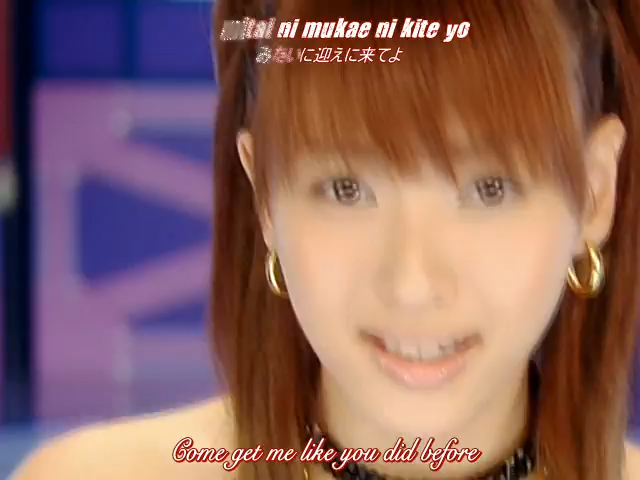 mitai ni mukae ni kite yo
みたいに迎えに来てよ
Come get me like you did before